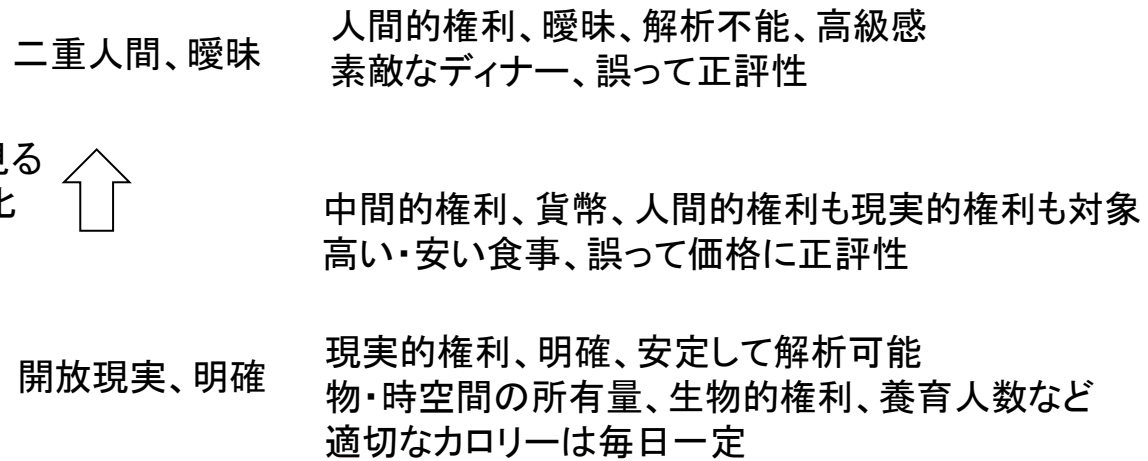 二重人間、曖昧
人間的権利、曖昧、解析不能、高級感
素敵なディナー、誤って正評性
見る
化
中間的権利、貨幣、人間的権利も現実的権利も対象
高い・安い食事、誤って価格に正評性
開放現実、明確
現実的権利、明確、安定して解析可能
物・時空間の所有量、生物的権利、養育人数など
適切なカロリーは毎日一定